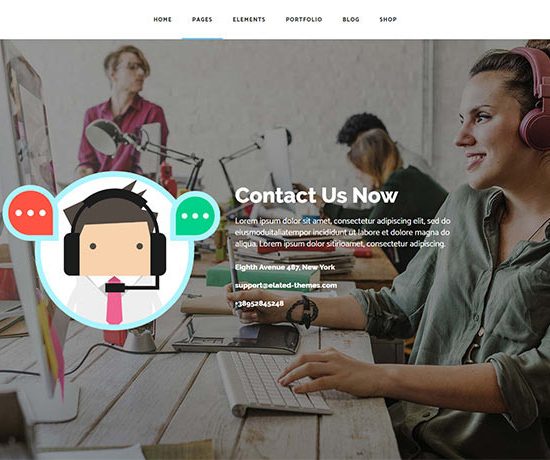 HOME PAGES ELEMENTS PORTFOLIO BLOG SHOP
Contact Us Now
Lorem ipsum dolor sit amet, consectetur adipiscing elit, sed do
eiusmoditaliatempor incididunt ut labore et dolore magna do
aliqua. Lorem ipsum dolor sitirloamet, consectetur adipiscing.
Eighth Avenue 487, New York
support@elated-themes.com
+38952845248